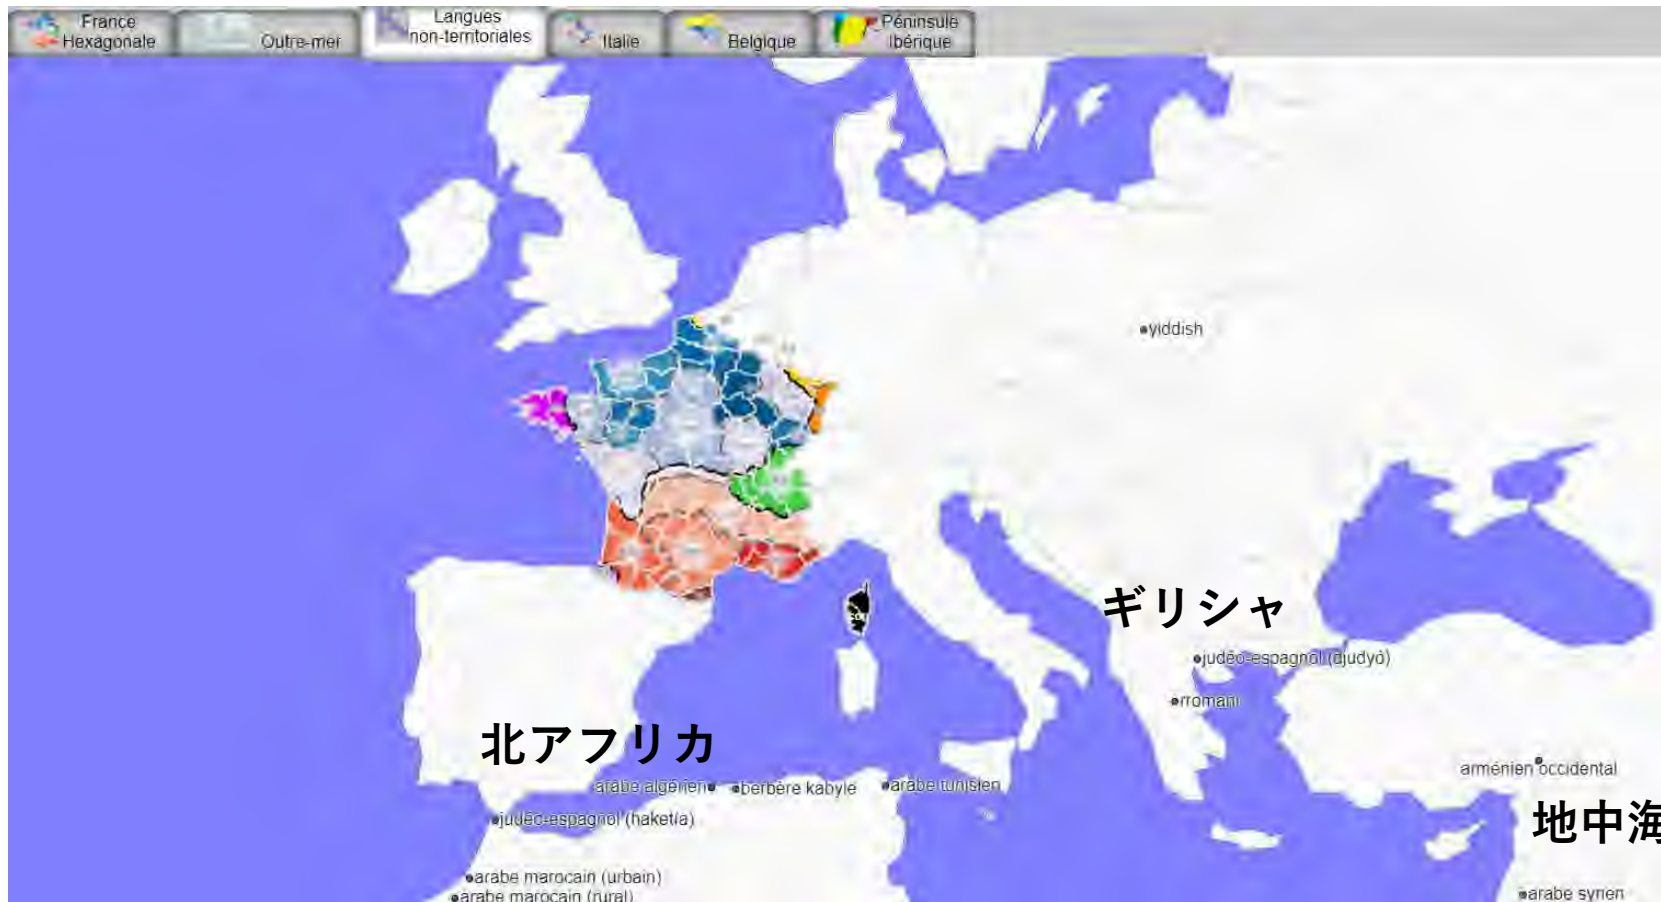 France
Hexagonale
Outre-mer
Langues
non-territoriales
Italie
Belgique
Péninsule
Ibérique
yiddish
ギリシャ
judéo-espagnol (djudyó)
rromani
北アフリカ
arabe algérien
berbère kabyle
arabe tunisien
arménien occidental
judéo-espagnol (haketia)
地中海
arabe marocain (urbain)
arabe marocain (rural)
arabe syrien